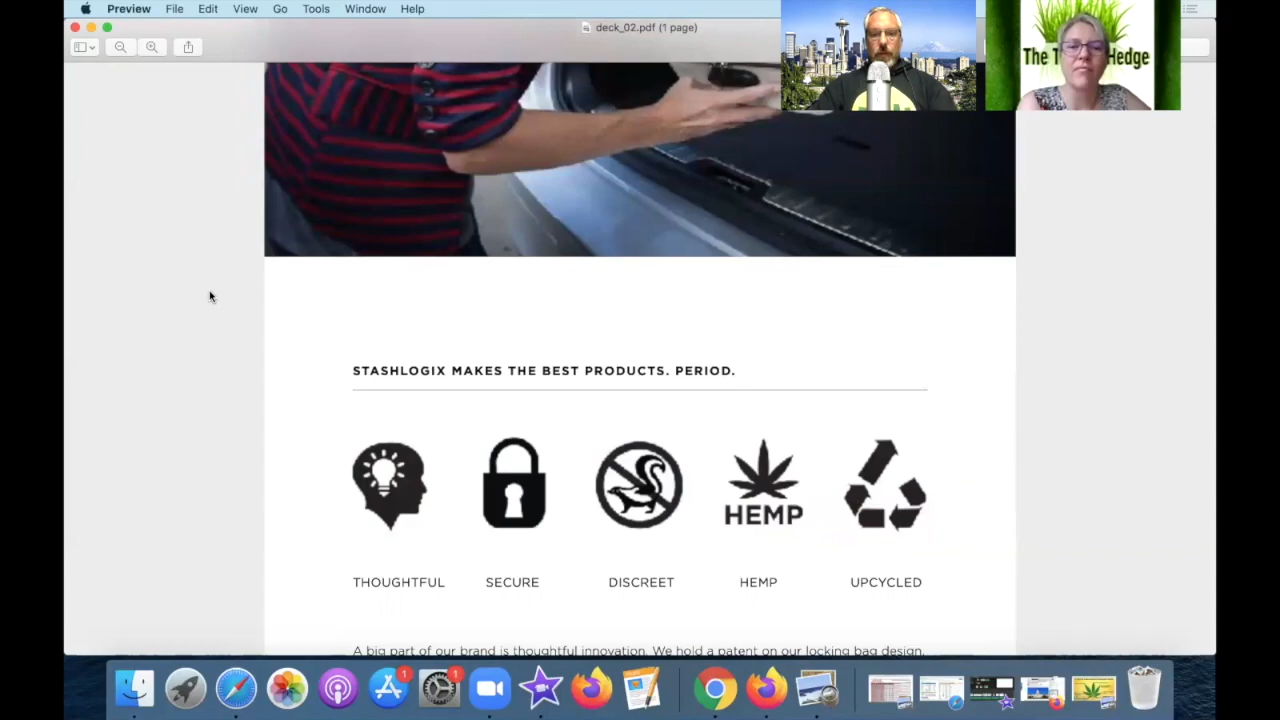 Preview File Edit View Go Tools Window Help
deck_02.pdf (1 page)
The T Hedge
STASHLOGIX MAKES THE BEST PRODUCTS. PERIOD.
HEMP
THOUGHTFUL SECURE DISCREET HEMP UPCYCLED
A big part of our brand is thoughtful innovation. We hold a patent on our locking bag design,
1 1